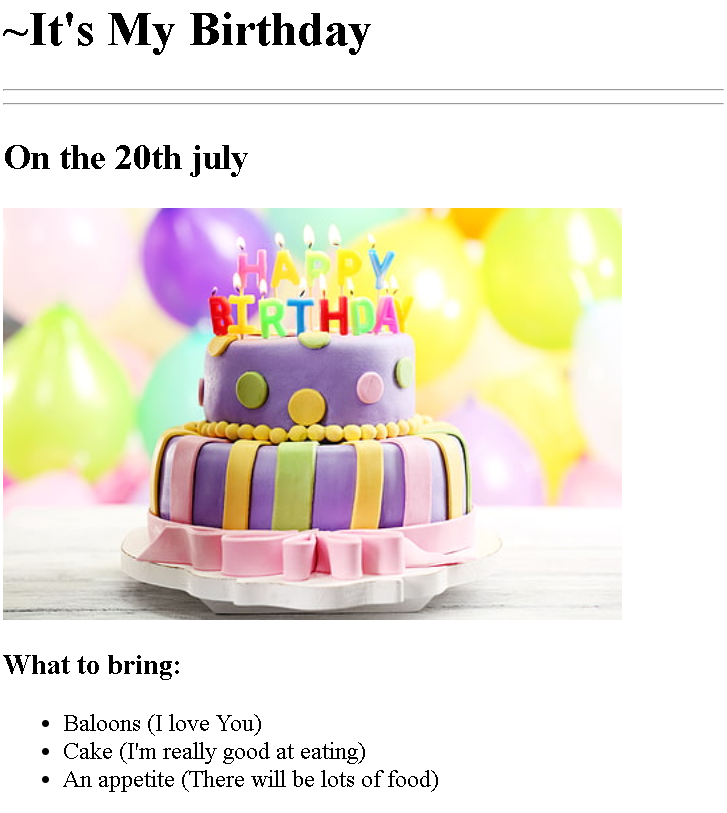 ~It's My Birthday
On the 20th july
HAPPY
BIRTHDAY
What to bring:
Baloons (I love You)
Cake (I'm really good at eating)
An appetite (There will be lots of food)